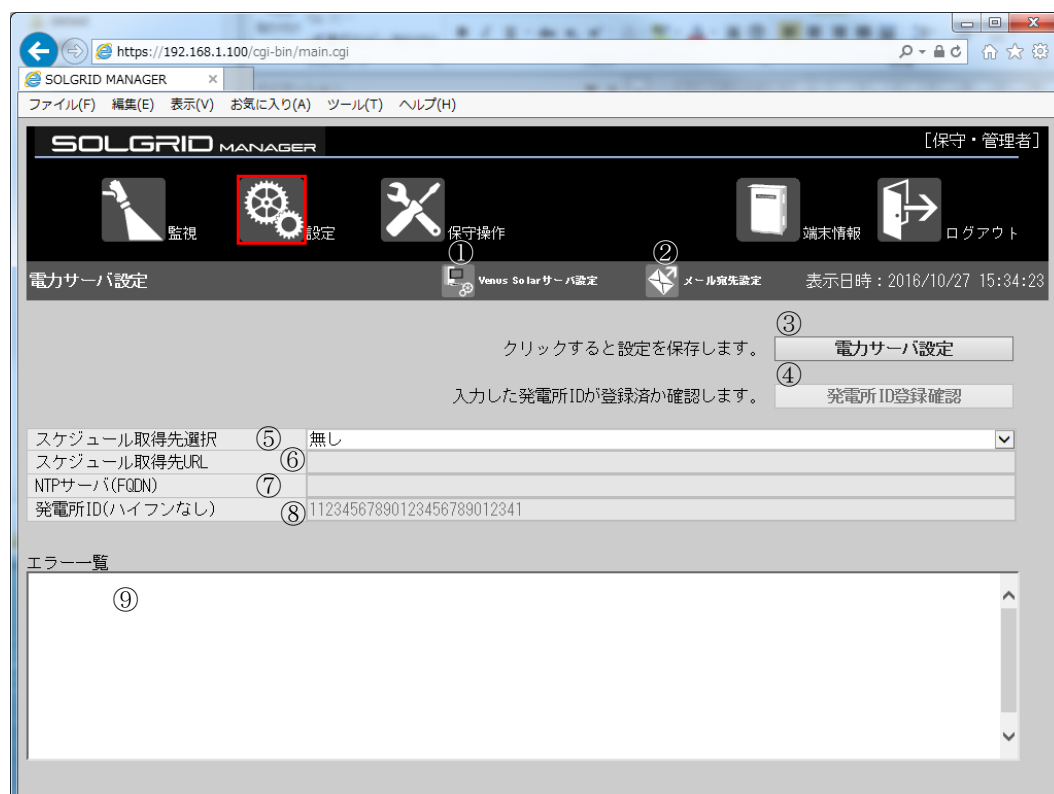 https://192.168.1.100/cgi-bin/main.cgi
SOLGRID MANAGER ×
ファイル(F) 編集(E) 表示(V) お気に入り(A) ツール(T) ヘルプ(H)
SOLGRID MANAGER [保守・管理者]
監視 設定 保守操作 端末情報 ログアウト
① ②
電力サーバ設定 Venus Solarサーバ設定 メール宛先設定 表示日時：2016/10/27 15:34:23
③
クリックすると設定を保存します。 電力サーバ設定
④
入力した発電所IDが登録済か確認します。 発電所ID登録確認
スケジュール取得先選択 ⑤ 無し
スケジュール取得先URL ⑥
NTPサーバ(FQDN) ⑦
発電所ID(ハイフンなし) ⑧ 11234567890123456789012341
エラー一覧
⑨